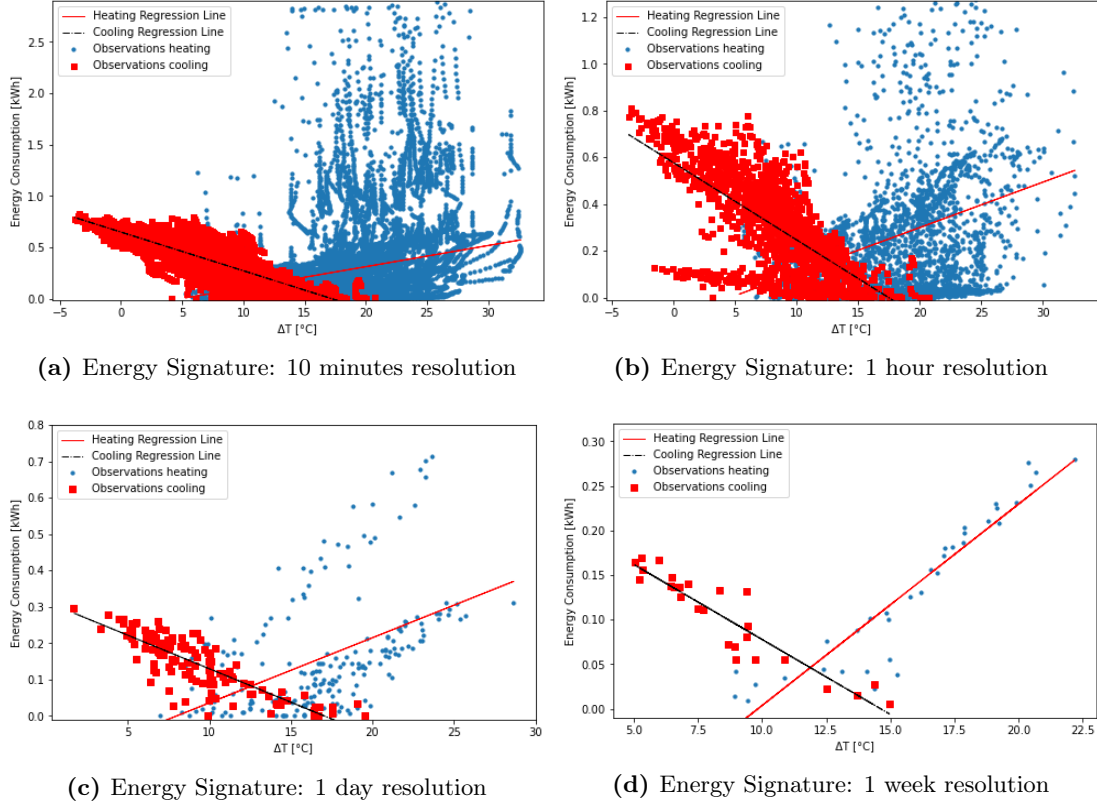 Heating Regression Line
Cooling Regression Line
Observations heating
Observations cooling
Energy Consumption [kWh]
2.5
2.0
1.5
1.0
0.5
0.0
−5 0 5 10 15 20 25 30
ΔT [°C]
(a) Energy Signature: 10 minutes resolution
Heating Regression Line
Cooling Regression Line
Observations heating
Observations cooling
Energy Consumption [kWh]
1.2
1.0
0.8
0.6
0.4
0.2
0.0
−5 0 5 10 15 20 25 30
ΔT [°C]
(b) Energy Signature: 1 hour resolution
Heating Regression Line
Cooling Regression Line
Observations heating
Observations cooling
Energy Consumption [kWh]
0.8
0.7
0.6
0.5
0.4
0.3
0.2
0.1
0.0
5 10 15 20 25 30
ΔT [°C]
(c) Energy Signature: 1 day resolution
Heating Regression Line
Cooling Regression Line
Observations heating
Observations cooling
Energy Consumption [kWh]
0.30
0.25
0.20
0.15
0.10
0.05
0.00
5.0 7.5 10.0 12.5 15.0 17.5 20.0 22.5
ΔT [°C]
(d) Energy Signature: 1 week resolution